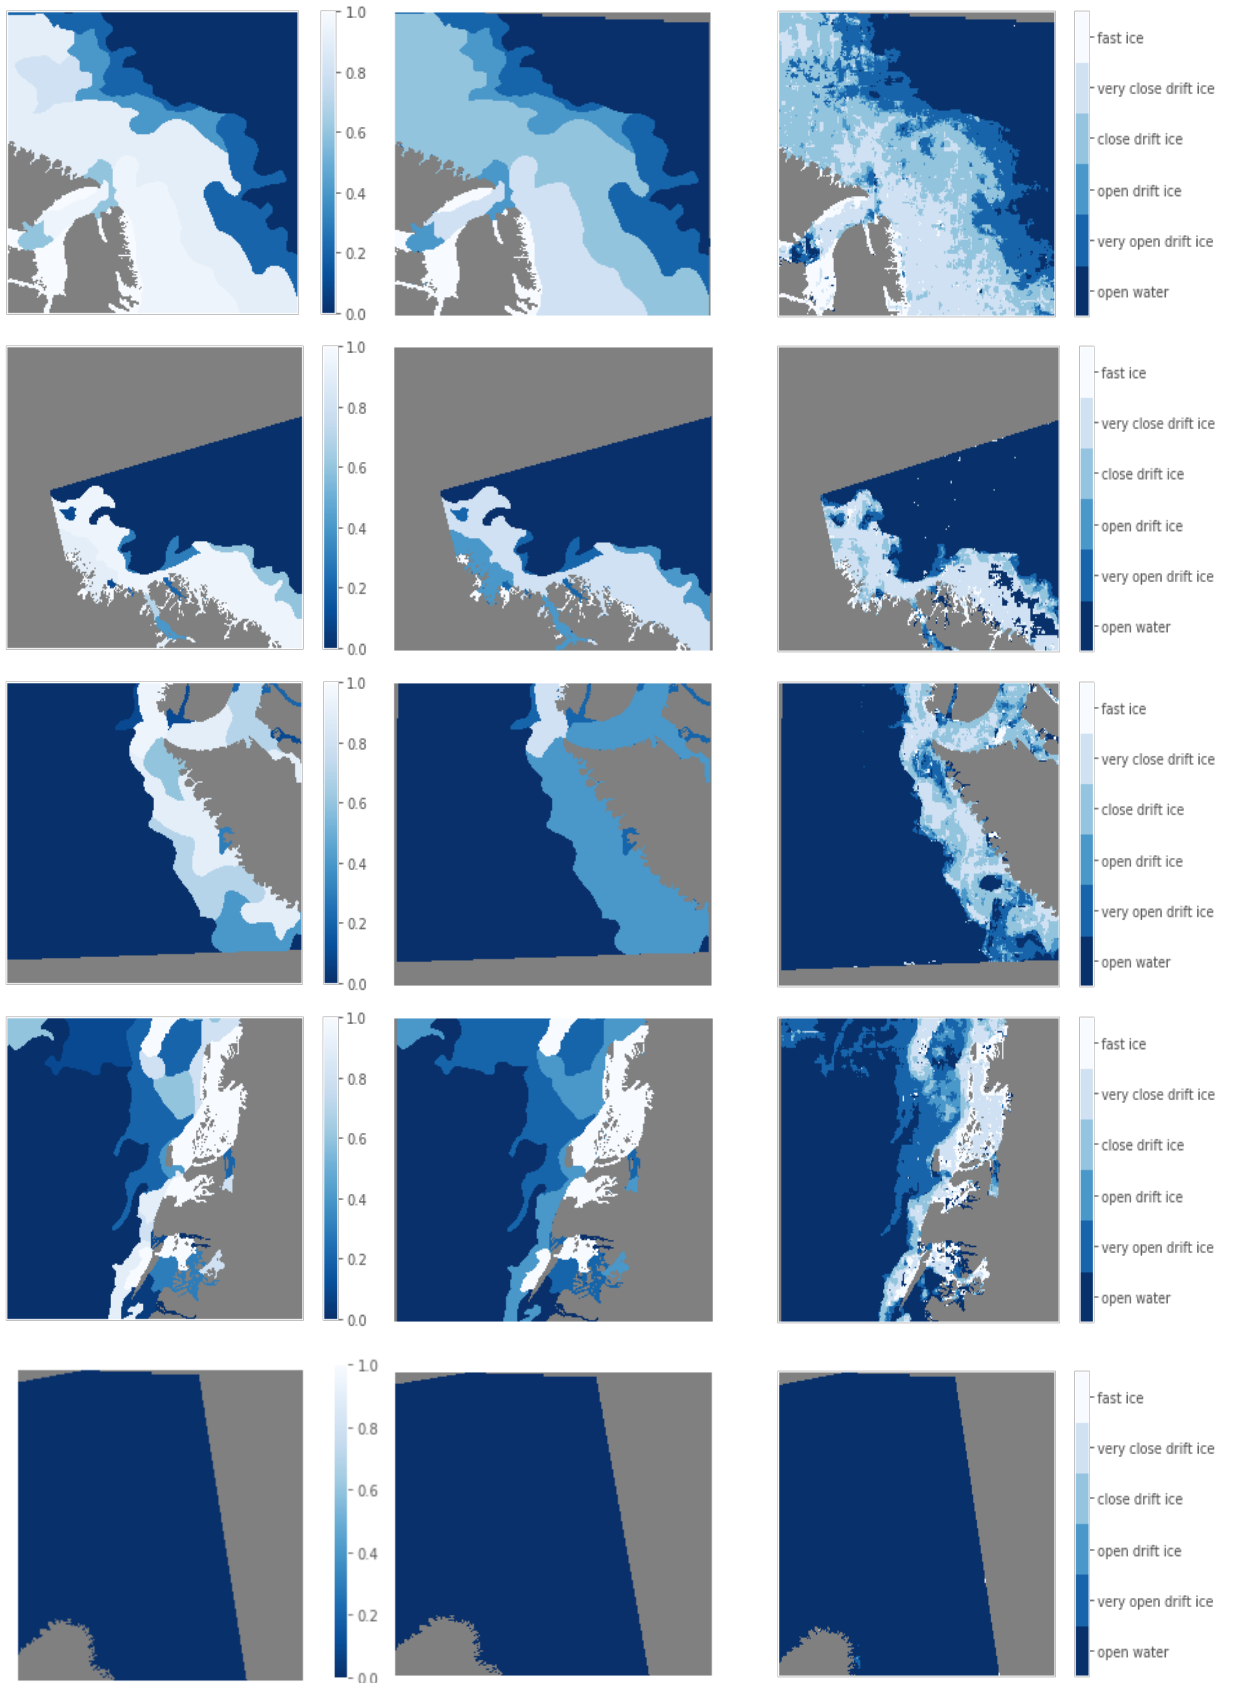 1.0
0.8
0.6
0.4
0.2
0.0
fast ice
very close drift ice
close drift ice
open drift ice
very open drift ice
open water
1.0
0.8
0.6
0.4
0.2
0.0
fast ice
very close drift ice
close drift ice
open drift ice
very open drift ice
open water
1.0
0.8
0.6
0.4
0.2
0.0
fast ice
very close drift ice
close drift ice
open drift ice
very open drift ice
open water
1.0
0.8
0.6
0.4
0.2
0.0
fast ice
very close drift ice
close drift ice
open drift ice
very open drift ice
open water
1.0
0.8
0.6
0.4
0.2
0.0
fast ice
very close drift ice
close drift ice
open drift ice
very open drift ice
open water